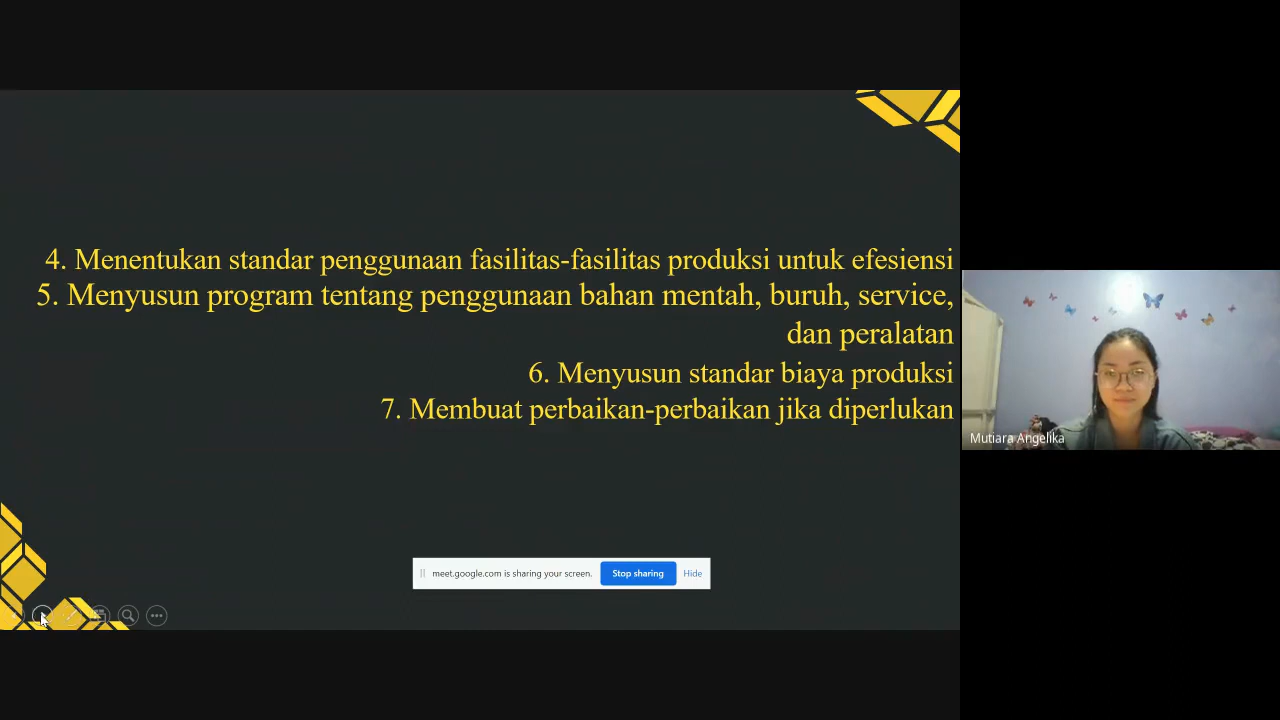 4. Menentukan standar penggunaan fasilitas-fasilitas produksi untuk efesiensi
5. Menyusun program tentang penggunaan bahan mentah, buruh, service,
dan peralatan
6. Menyusun standar biaya produksi
7. Membuat perbaikan-perbaikan jika diperlukan
Mutiara Angelika
meet.google.com is sharing your screen.
Stop sharing
Hide